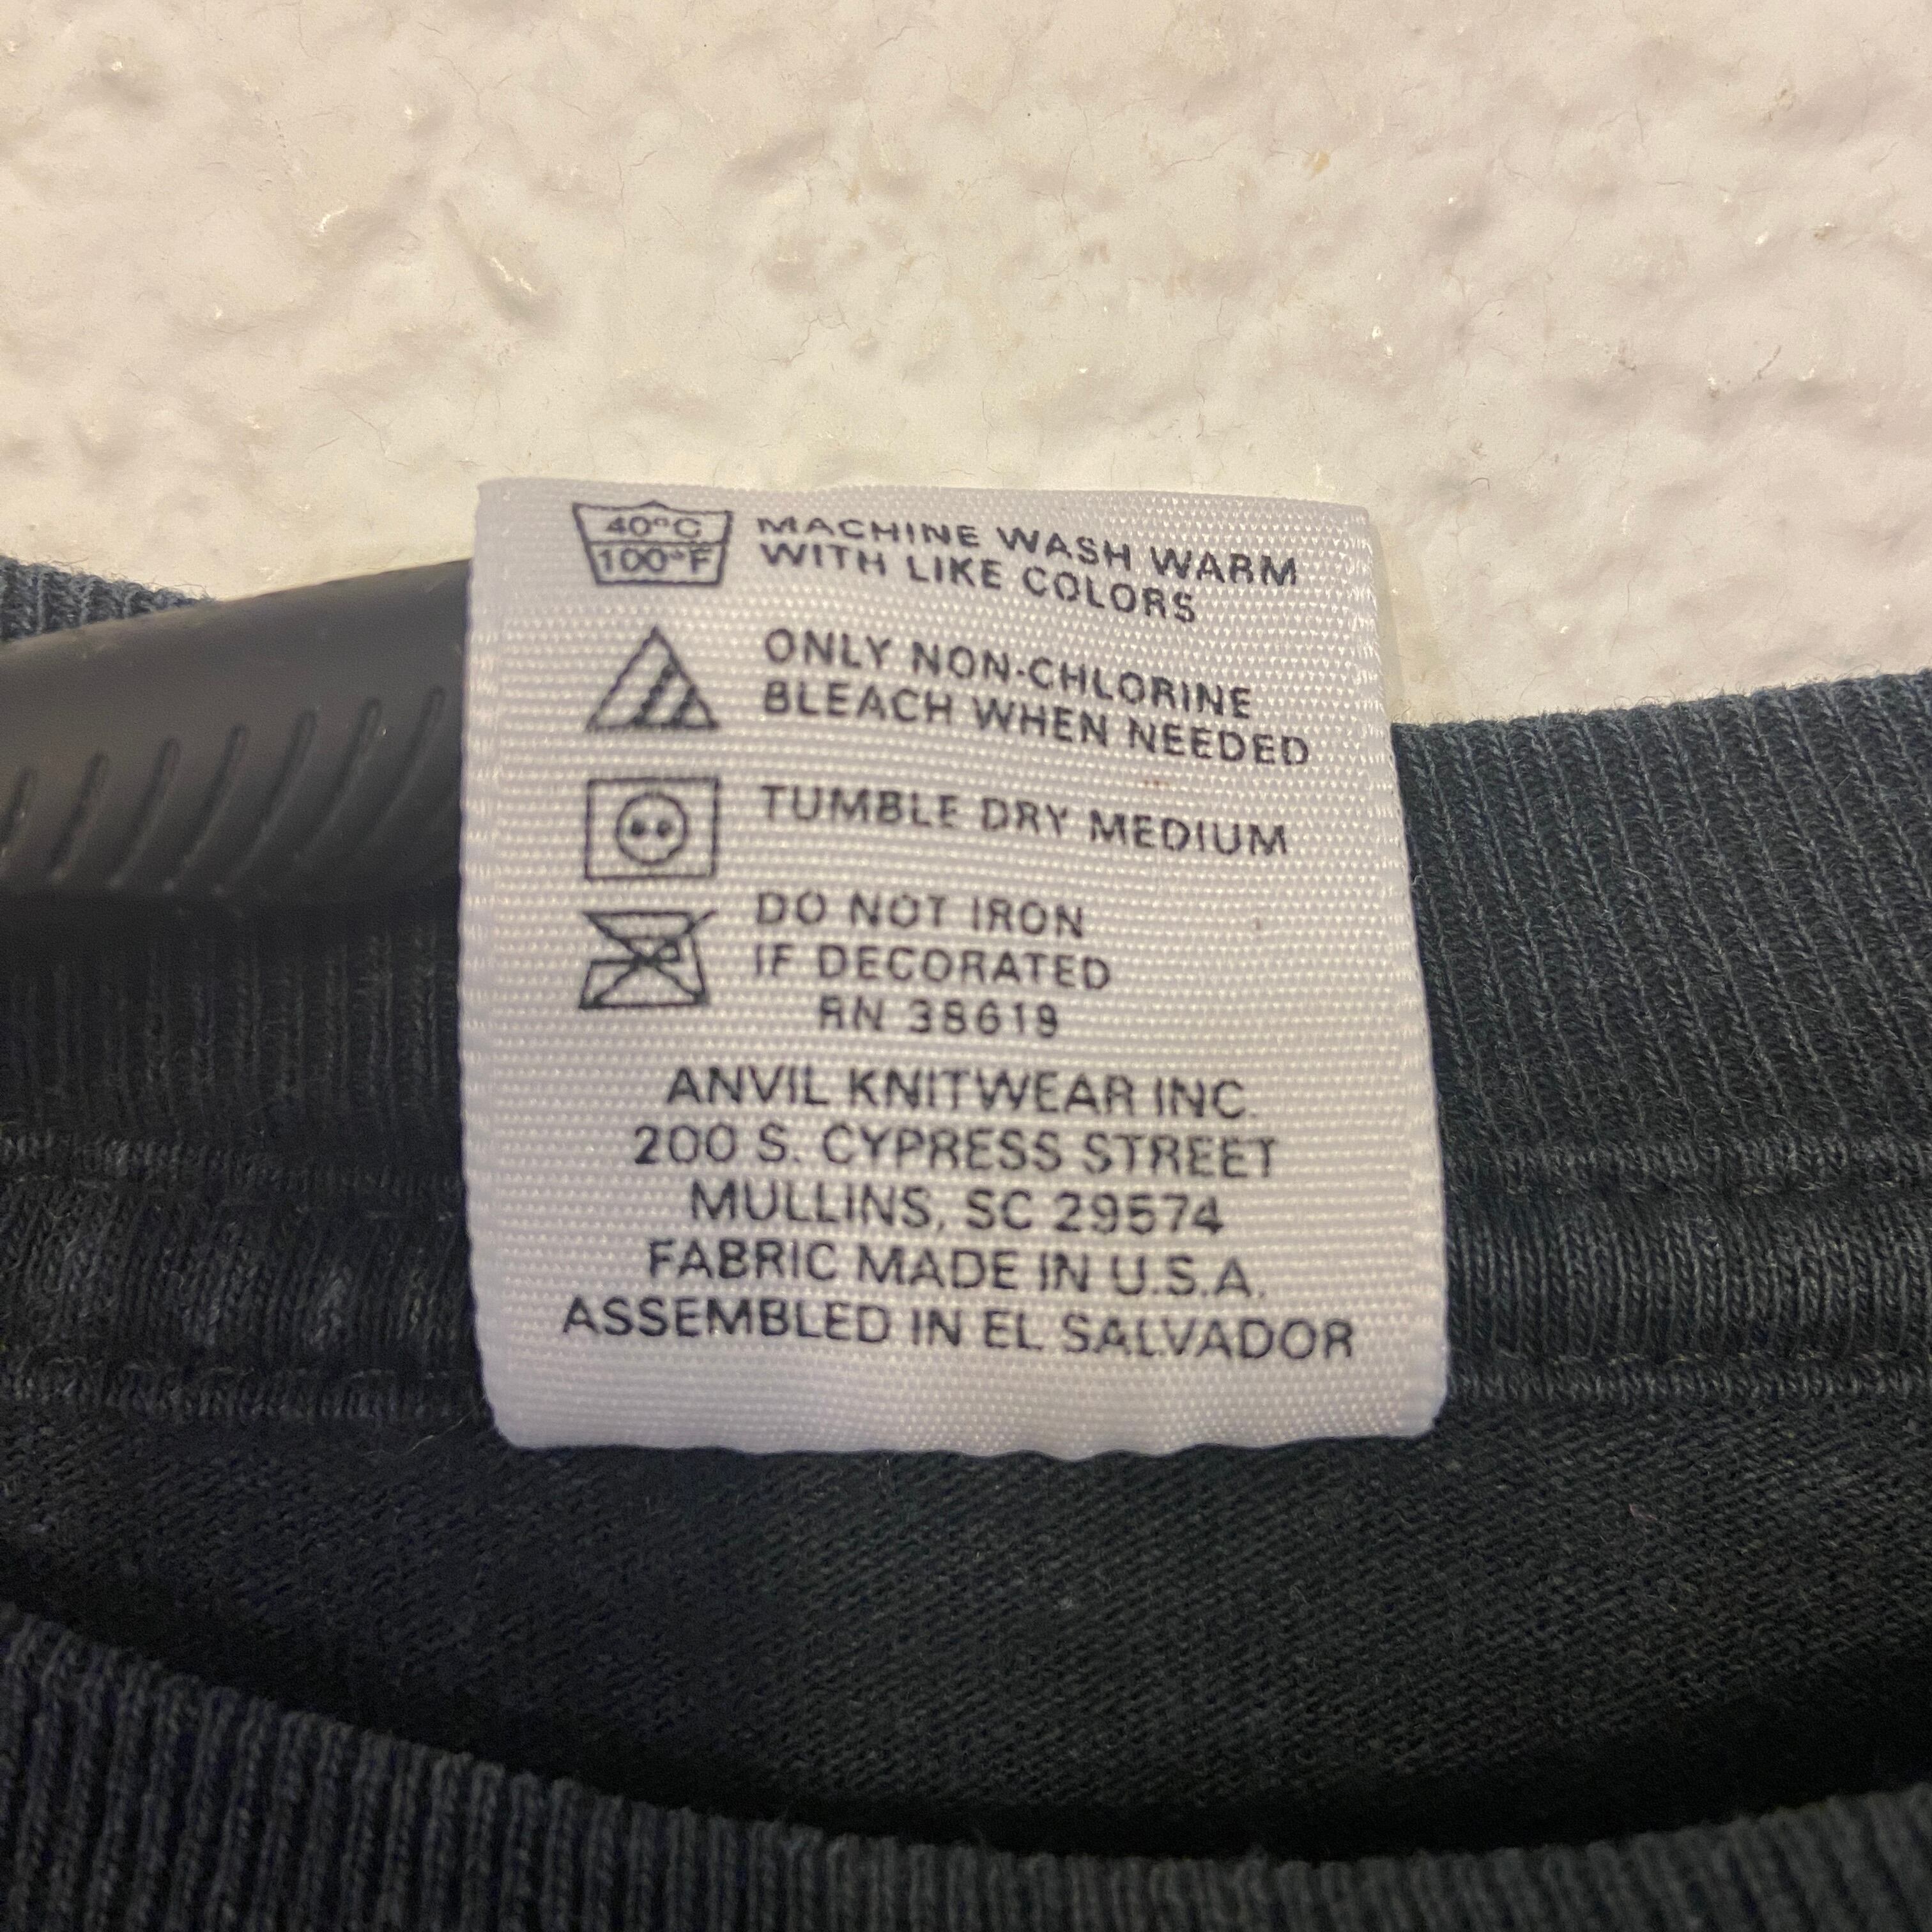 40°C
100°F
MACHINE WASH WARM
WITH LIKE COLORS
ONLY NON-CHLORINE
BLEACH WHEN NEEDED
TUMBLE DRY MEDIUM
DO NOT IRON
IF DECORATED
RN 38619
ANVIL KNITWEAR INC.
200 S. CYPRESS STREET
MULLINS, SC 29574
FABRIC MADE IN U.S.A.
ASSEMBLED IN EL SALVADOR